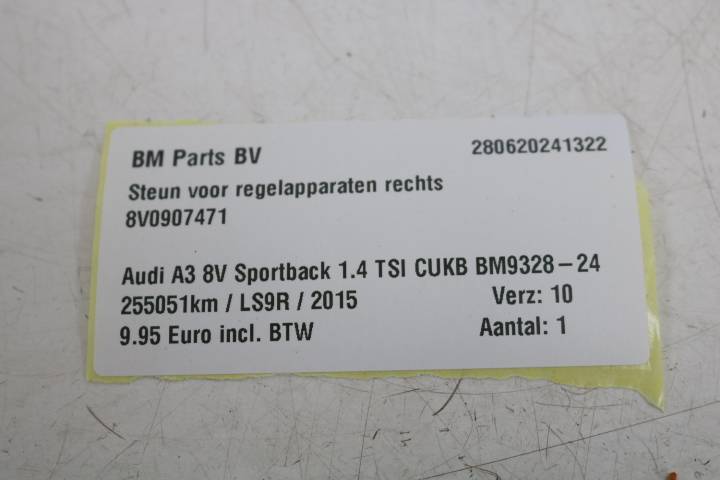 BM Parts BV 280620241322
Steun voor regelapparaten rechts
8V0907471
Audi A3 8V Sportback 1.4 TSI CUKB BM9328-24
255051km / LS9R / 2015 Verz: 10
9.95 Euro incl. BTW Aantal: 1